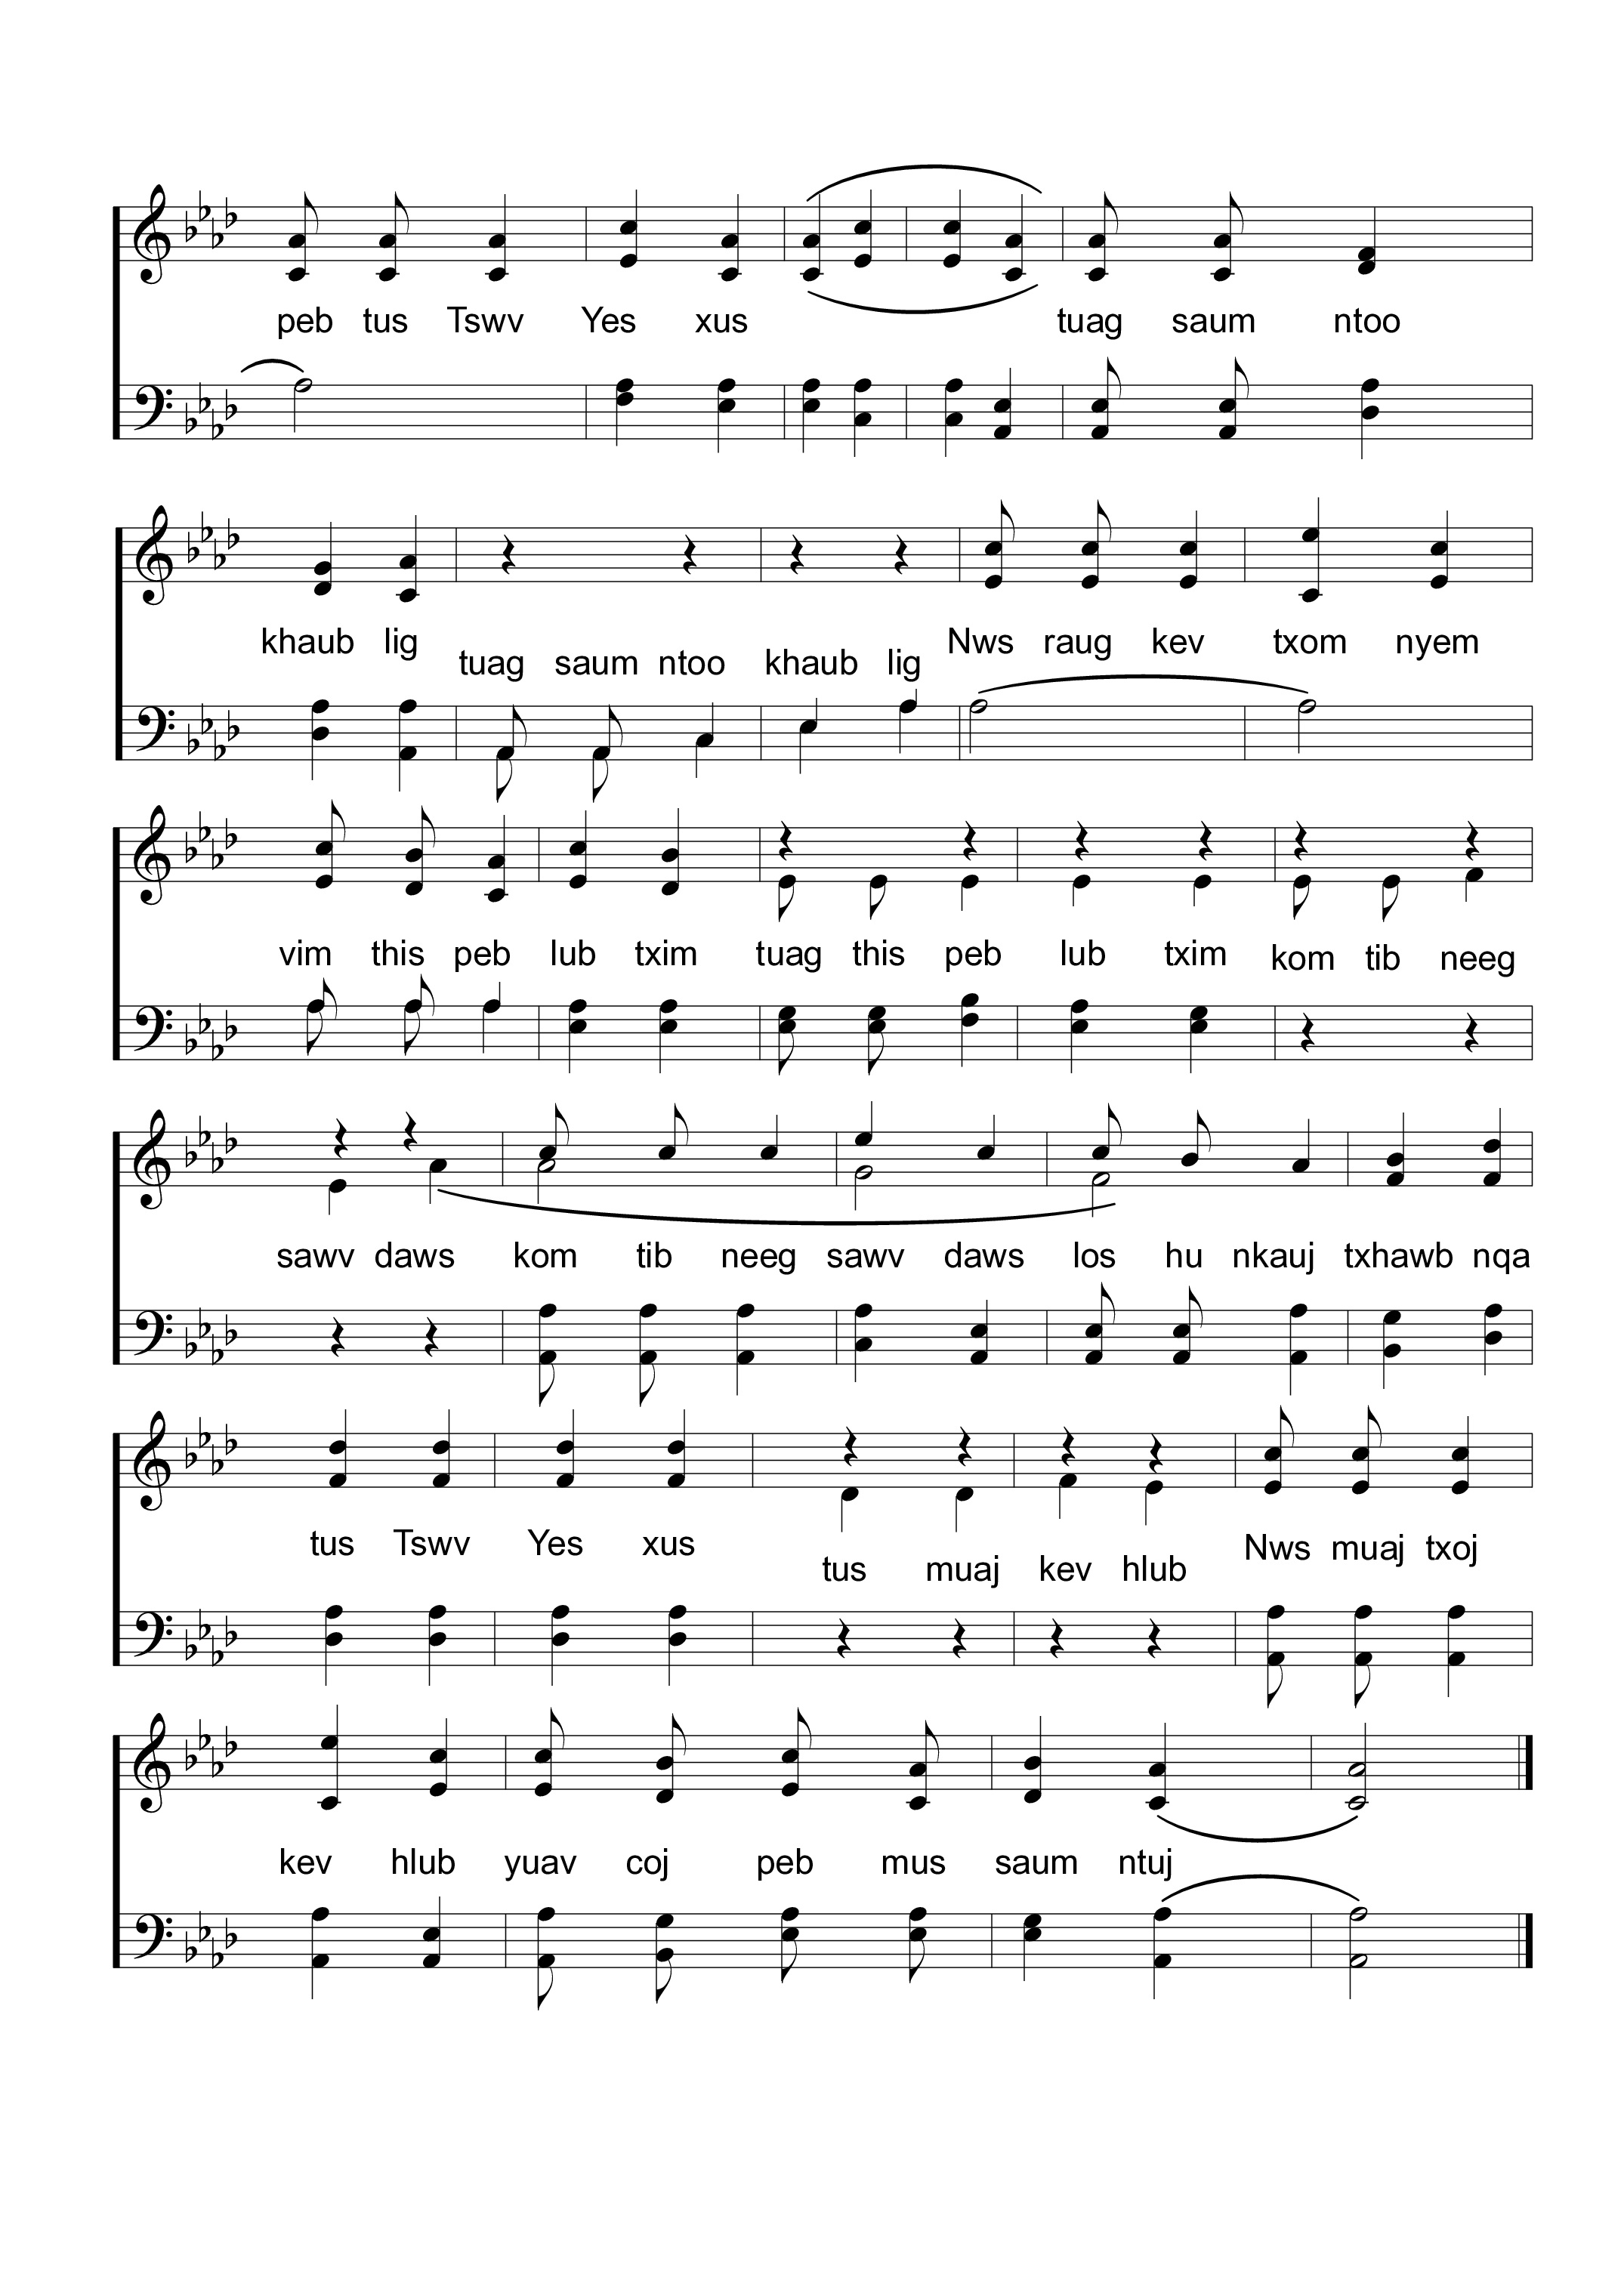 peb tus Tswv Yes xus tuag saum ntoo
khaub lig tuag saum ntoo khaub lig Nws raug kev txom nyem
vim this peb lub txim tuag this peb lub txim kom tib neeg
sawv daws kom tib neeg sawv daws los hu nkauj txhawb nqa
tus Tswv Yes xus tus muaj kev hlub Nws muaj txoj
kev hlub yuav coj peb mus saum ntuj